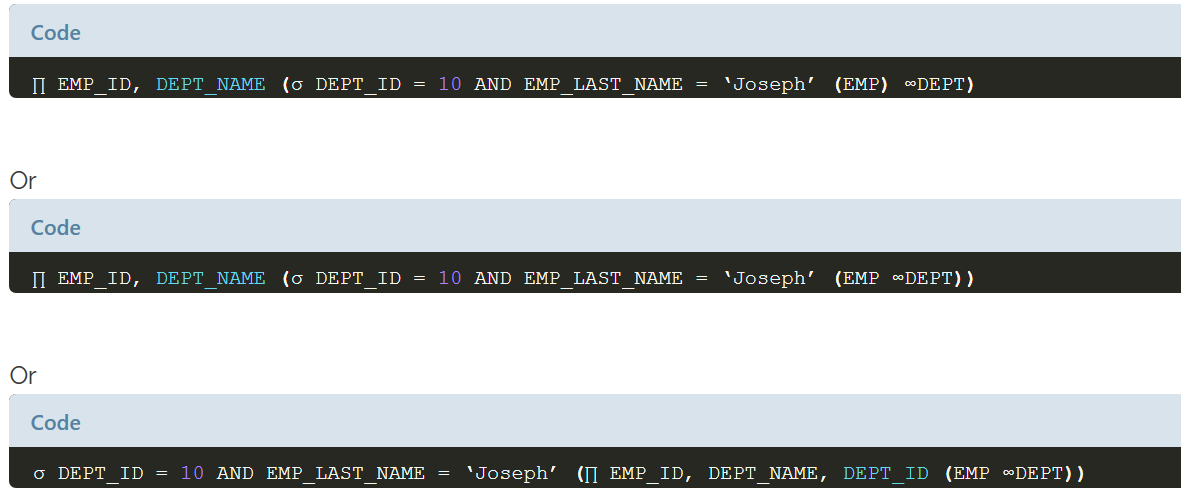 Code
∏ EMP_ID, DEPT_NAME (σ DEPT_ID = 10 AND EMP_LAST_NAME = ‘Joseph’ (EMP) ∞DEPT)
Or
Code
∏ EMP_ID, DEPT_NAME (σ DEPT_ID = 10 AND EMP_LAST_NAME = ‘Joseph’ (EMP ∞DEPT))
Or
Code
σ DEPT_ID = 10 AND EMP_LAST_NAME = ‘Joseph’ (∏ EMP_ID, DEPT_NAME, DEPT_ID (EMP ∞DEPT))